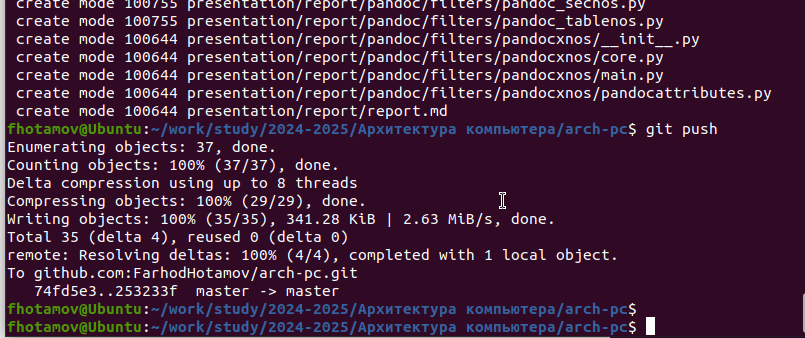 create mode 100755 presentation/report/pandoc/filters/pandoc_secnos.py
create mode 100755 presentation/report/pandoc/filters/pandoc_tablenos.py
create mode 100644 presentation/report/pandoc/filters/pandocxnos/__init__.py
create mode 100644 presentation/report/pandoc/filters/pandocxnos/core.py
create mode 100644 presentation/report/pandoc/filters/pandocxnos/main.py
create mode 100644 presentation/report/pandoc/filters/pandocxnos/pandocattributes.py
create mode 100644 presentation/report/report.md
fhotamov@Ubuntu:~/work/study/2024-2025/Архитектура компьютера/arch-pc$ git push
Enumerating objects: 37, done.
Counting objects: 100% (37/37), done.
Delta compression using up to 8 threads
Compressing objects: 100% (29/29), done.
Writing objects: 100% (35/35), 341.28 KiB | 2.63 MiB/s, done.
Total 35 (delta 4), reused 0 (delta 0)
remote: Resolving deltas: 100% (4/4), completed with 1 local object.
To github.com:FarhodHotamov/arch-pc.git
74fd5e3..253233f master -> master
fhotamov@Ubuntu:~/work/study/2024-2025/Архитектура компьютера/arch-pc$
fhotamov@Ubuntu:~/work/study/2024-2025/Архитектура компьютера/arch-pc$